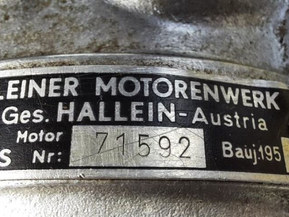 LEINER MOTORENWERK
Ges. HALLEIN-Austria
Motor
S Nr: 71592 Bauj.195